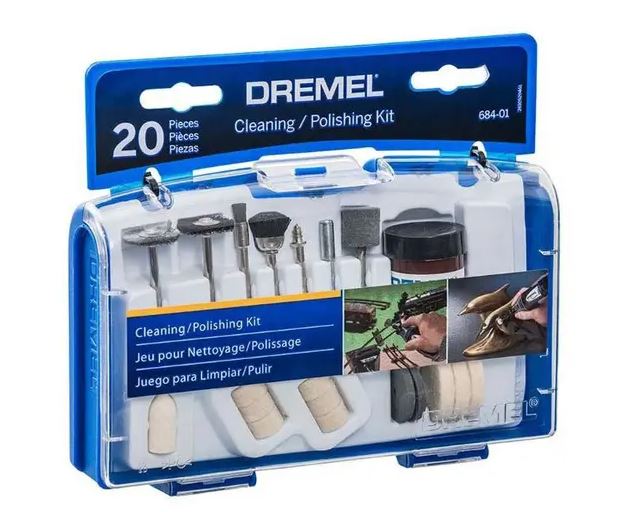 DREMEL®
20
Pieces
Pièces
Piezas
Cleaning / Polishing Kit
684-01
Cleaning/Polishing Kit
Jeu pour Nettoyage/Polissage
Juego para Limpiar/Pulir
DREMEL®
DREMEL